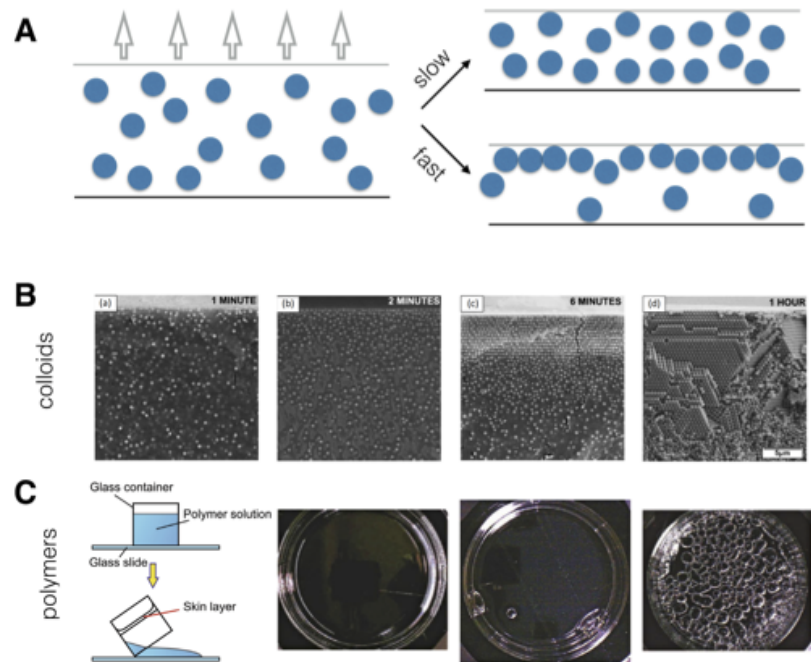 A
slow
fast
B
colloids
(a)
1 MINUTE
(b)
2 MINUTES
(c)
6 MINUTES
(d)
1 HOUR
5µm
C
polymers
Glass container
Polymer solution
Glass slide
Skin layer